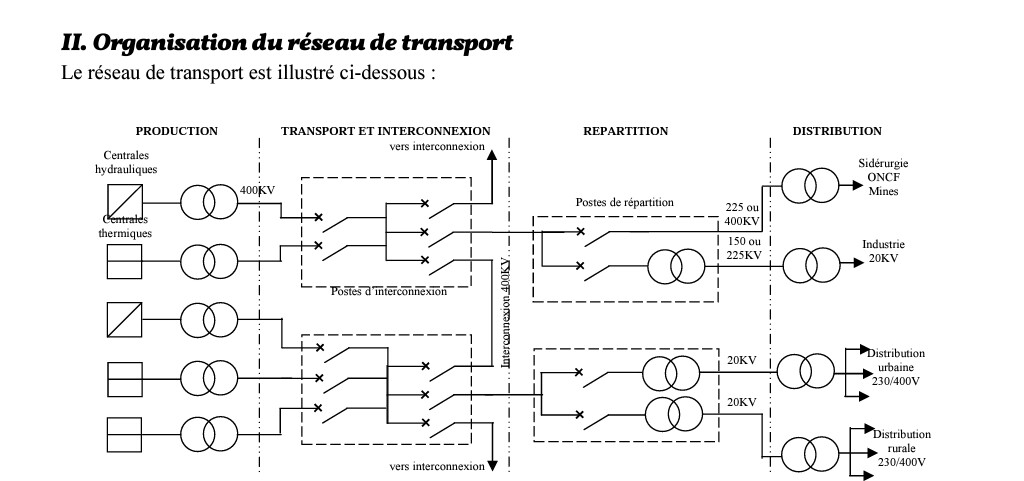 II. Organisation du réseau de transport
Le réseau de transport est illustré ci-dessous :
PRODUCTION
TRANSPORT ET INTERCONNEXION
REPARTITION
DISTRIBUTION
vers interconnexion
Centrales
hydrauliques
400KV
Centrales
thermiques
Postes d'interconnexion
Interconnexion 400KV
vers interconnexion
Postes de répartition
225 ou
400KV
150 ou
225KV
20KV
20KV
Sidérurgie
ONCF
Mines
Industrie
20KV
Distribution
urbaine
230/400V
Distribution
rurale
230/400V